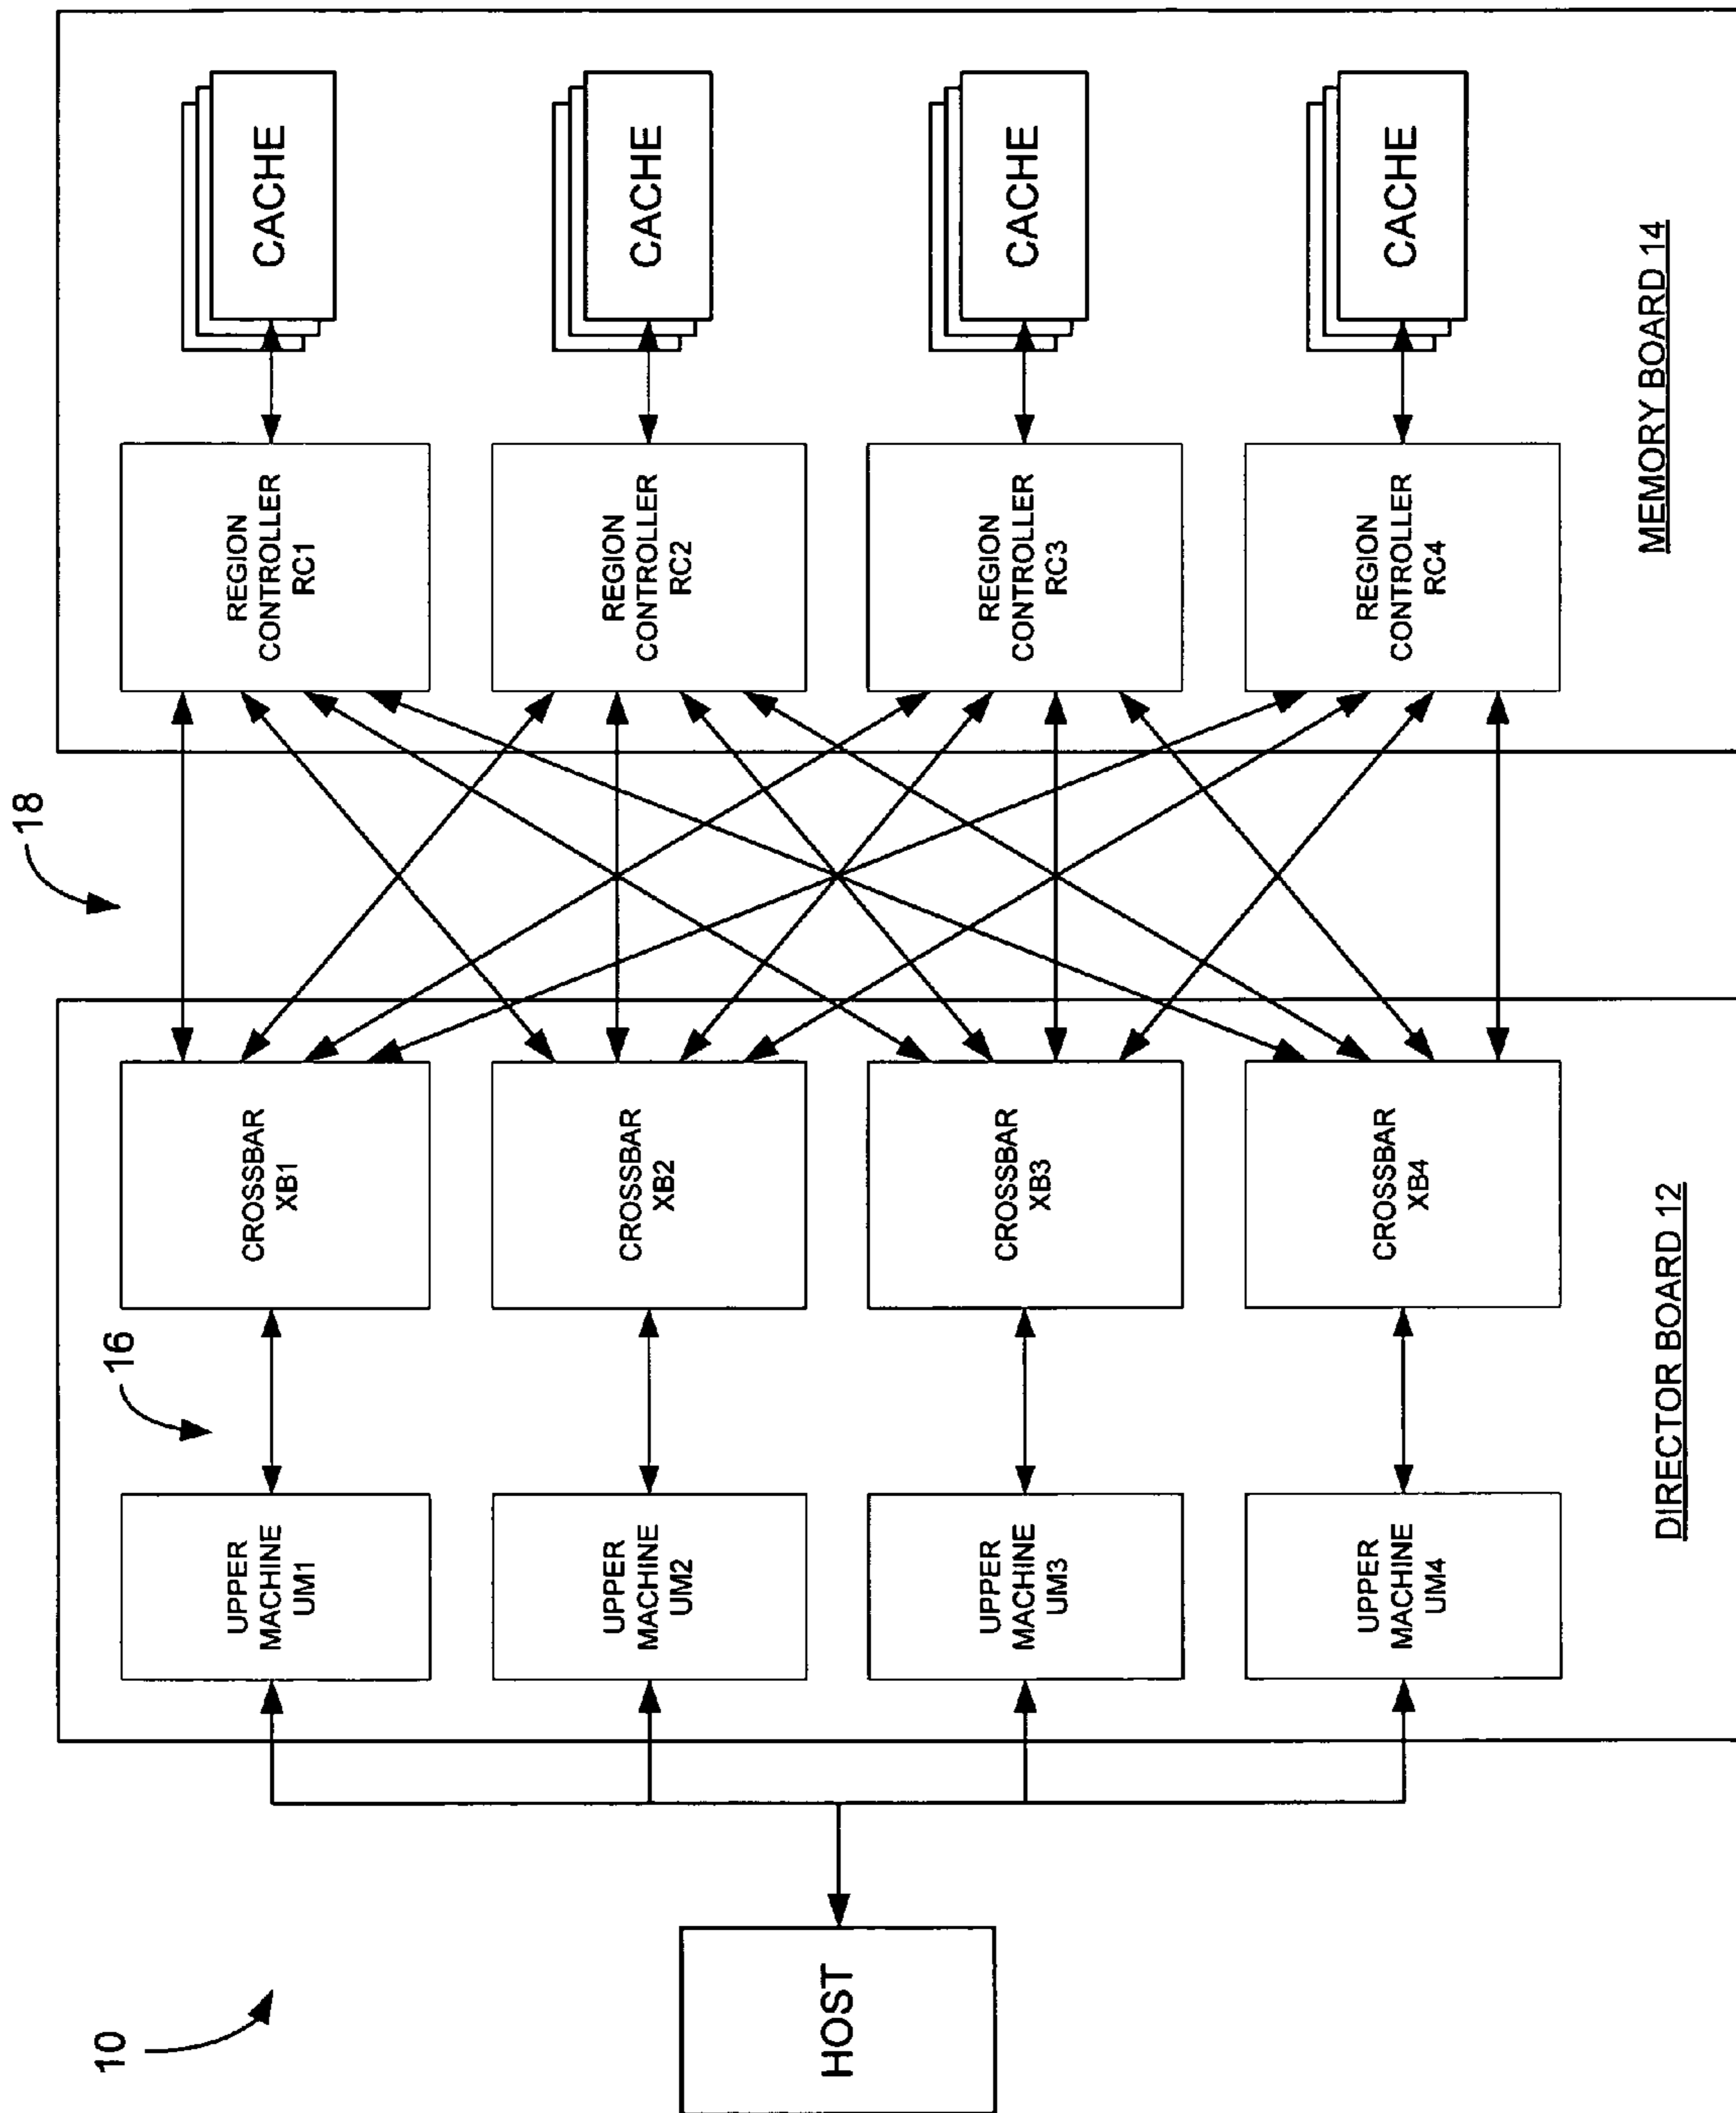 10
HOST
16
18
UPPER
MACHINE
UM1
CROSSBAR
XB1
REGION
CONTROLLER
RC1
CACHE
UPPER
MACHINE
UM2
CROSSBAR
XB2
REGION
CONTROLLER
RC2
CACHE
UPPER
MACHINE
UM3
CROSSBAR
XB3
REGION
CONTROLLER
RC3
CACHE
UPPER
MACHINE
UM4
CROSSBAR
XB4
REGION
CONTROLLER
RC4
CACHE
DIRECTOR BOARD 12
MEMORY BOARD 14